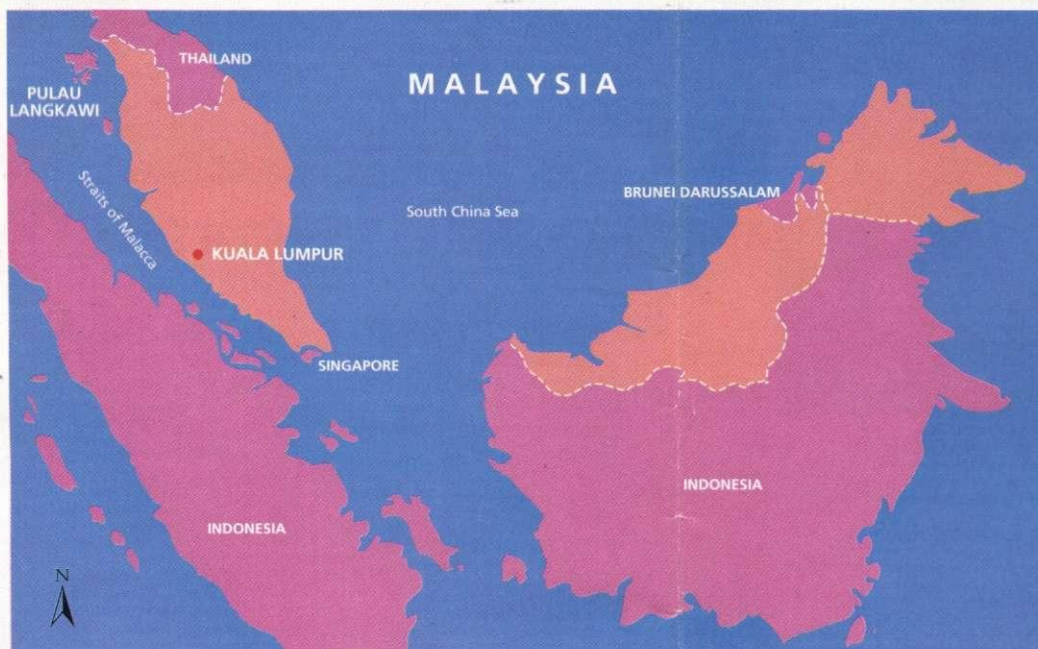 THAILAND
MALAYSIA
PULAU
LANGKAWI
Straits of Malacca
BRUNEI DARUSSALAM
South China Sea
KUALA LUMPUR
SINGAPORE
INDONESIA
INDONESIA
N